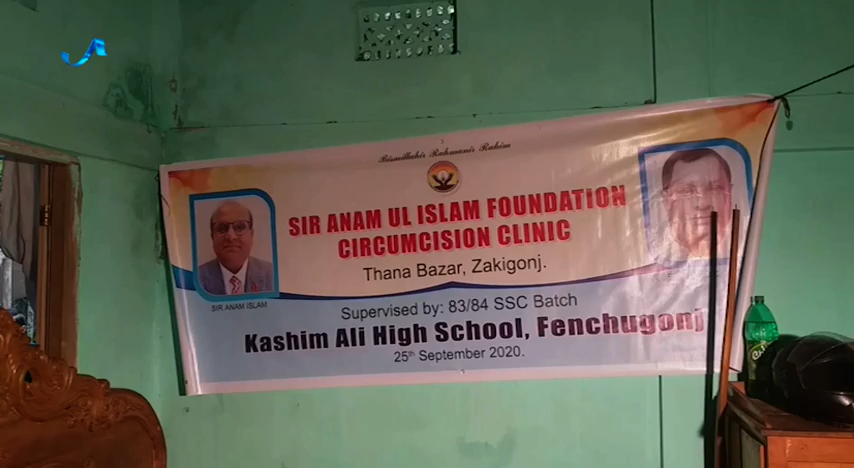 Bismillahir Rahmanir Rahim
SIR ANAM UL ISLAM FOUNDATION
CIRCUMCISION CLINIC
Thana Bazar, Zakigonj.
SIR ANAM ISLAM
Supervised by: 83/84 SSC Batch
Kashim Ali High School, Fenchugonj
25th September 2020.